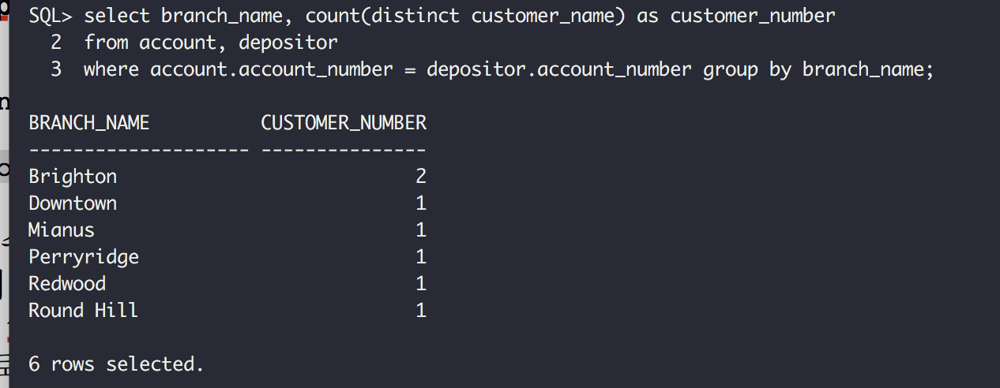 SQL> select branch_name, count(distinct customer_name) as customer_number
2 from account, depositor
3 where account.account_number = depositor.account_number group by branch_name;
BRANCH_NAME CUSTOMER_NUMBER
-------------------- ---------------
Brighton 2
Downtown 1
Mianus 1
Perryridge 1
Redwood 1
Round Hill 1
6 rows selected.